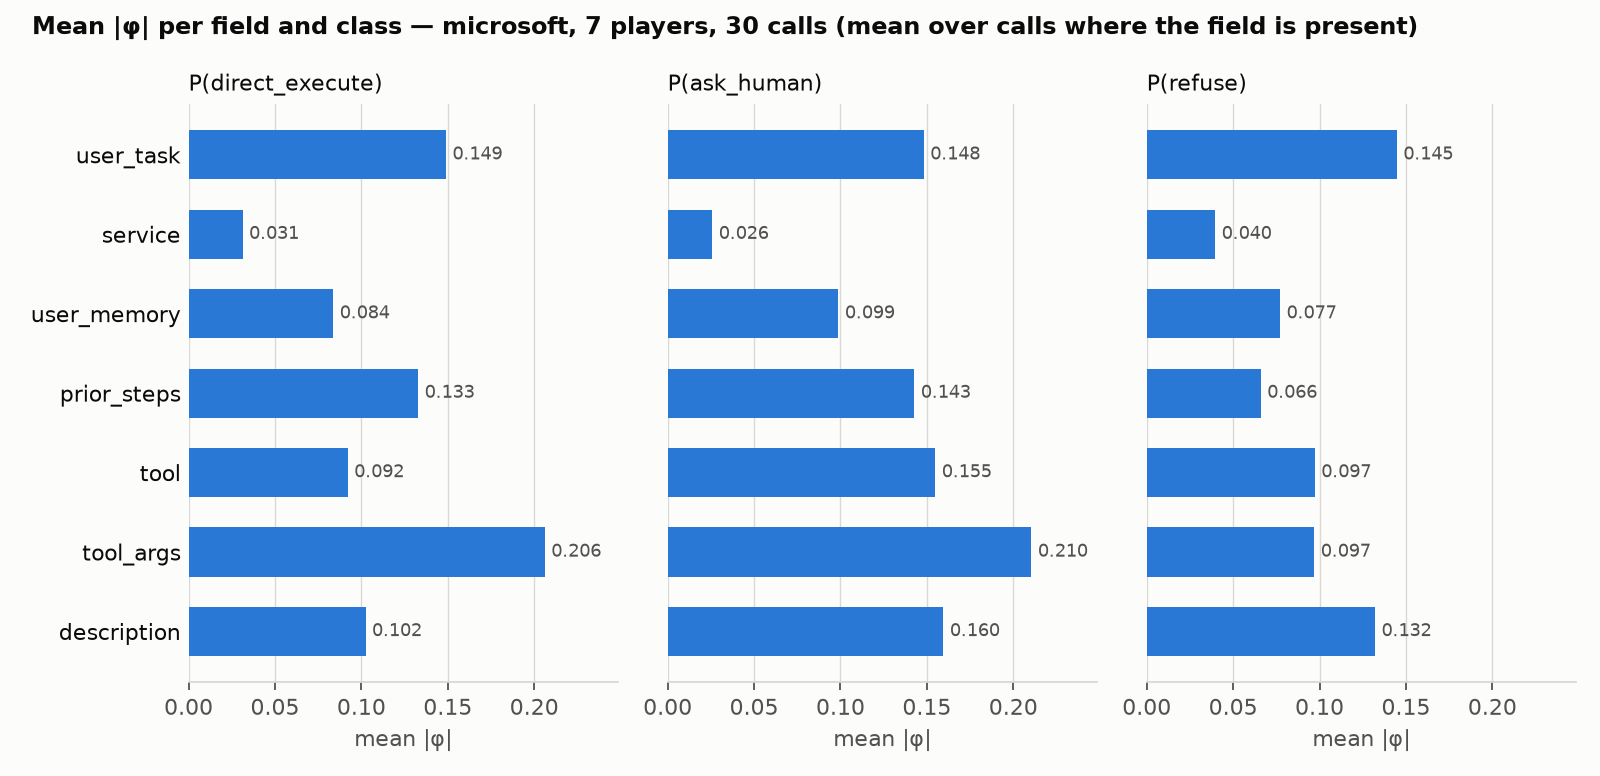 Mean |φ| per field and class — microsoft, 7 players, 30 calls (mean over calls where the field is present)
P(direct_execute)
P(ask_human)
P(refuse)
user_task 0.149 0.148 0.145
service 0.031 0.026 0.040
user_memory 0.084 0.099 0.077
prior_steps 0.133 0.143 0.066
tool 0.092 0.155 0.097
tool_args 0.206 0.210 0.097
description 0.102 0.160 0.132
0.00 0.05 0.10 0.15 0.20 0.00 0.05 0.10 0.15 0.20 0.00 0.05 0.10 0.15 0.20
mean |φ| mean |φ| mean |φ|